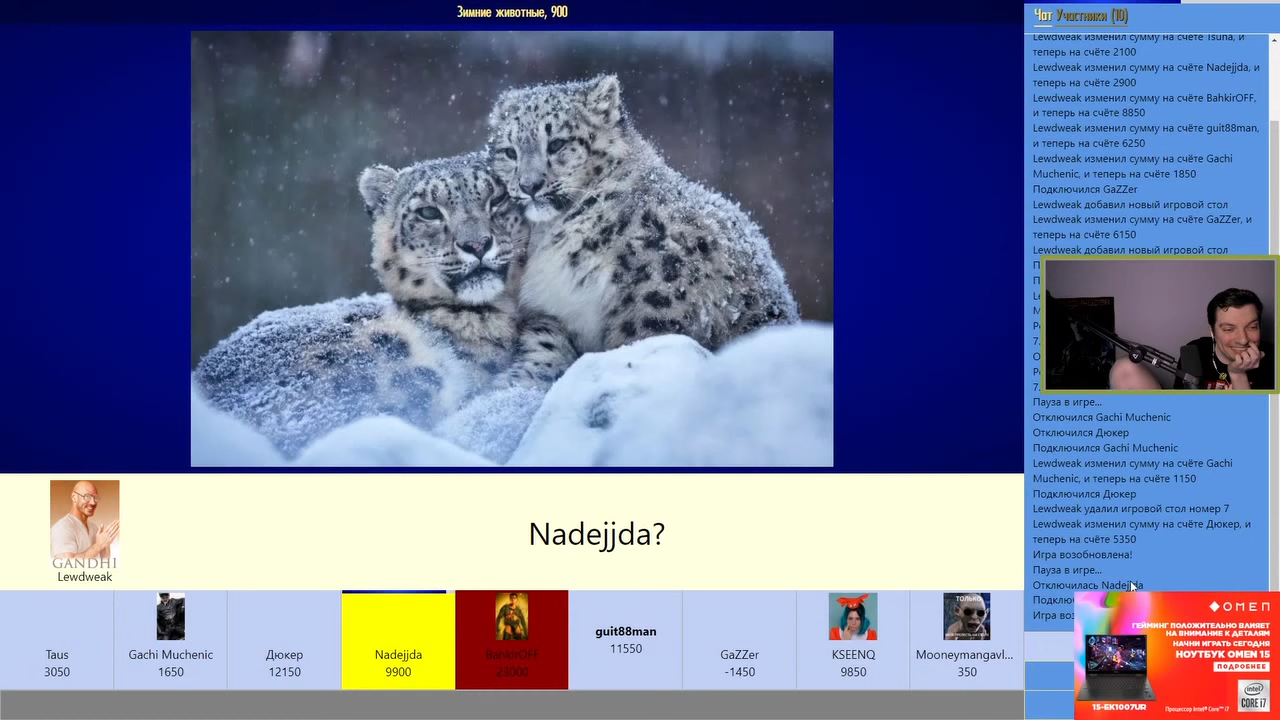 Зимние животные, 900
Чат Участники (10)
Lewdweak изменил сумму на счёте Tsuna, и
теперь на счёте 2100
Lewdweak изменил сумму на счёте Nadejjda, и
теперь на счёте 2900
Lewdweak изменил сумму на счёте BahkirOFF,
и теперь на счёте 8850
Lewdweak изменил сумму на счёте guit88man,
и теперь на счёте 6250
Lewdweak изменил сумму на счёте Gachi
Muchenic, и теперь на счёте 1850
Подключился GaZZer
Lewdweak добавил новый игровой стол
Lewdweak изменил сумму на счёте GaZZer, и
теперь на счёте 6150
Lewdweak добавил новый игровой стол
Пауза в игре...
Отключился Gachi Muchenic
Отключился Дюкер
Подключился Gachi Muchenic
Lewdweak изменил сумму на счёте Gachi
Muchenic, и теперь на счёте 1150
Подключился Дюкер
Lewdweak удалил игровой стол номер 7
Lewdweak изменил сумму на счёте Дюкер, и
теперь на счёте 5350
Игра возобновлена!
Пауза в игре...
Отключилась Nadejjda
GANDHI
Lewdweak
Nadejjda?
Taus
3050
Gachi Muchenic
1650
Дюкер
12150
Nadejjda
9900
BahkirOFF
23000
guit88man
11550
GaZZer
-1450
KSEENQ
9850
ТОЛЬКО
Mooneymangavl...
350
ОМЕП
ГЕЙМИНГ ПОЛОЖИТЕЛЬНО ВЛИЯЕТ
НА ВНИМАНИЕ К ДЕТАЛЯМ
НАЧНИ ИГРАТЬ СЕГОДНЯ
НОУТБУК OMEN 15
ПОДРОБНЕЕ
15-EK1007UR
Процессор Intel® Core™ i7
intel
CORE i7